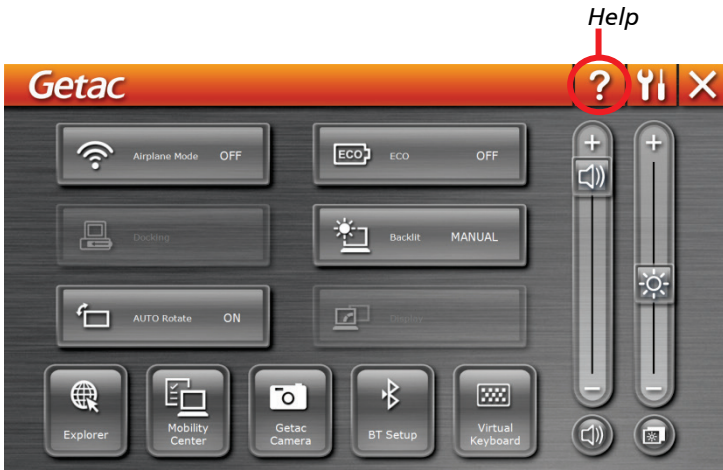 Help
Getac
?
Airplane Mode OFF
ECO ECO OFF
Docking
Backlit MANUAL
AUTO Rotate ON
Display
Explorer
Mobility
Center
Getac
Camera
BT Setup
Virtual
Keyboard